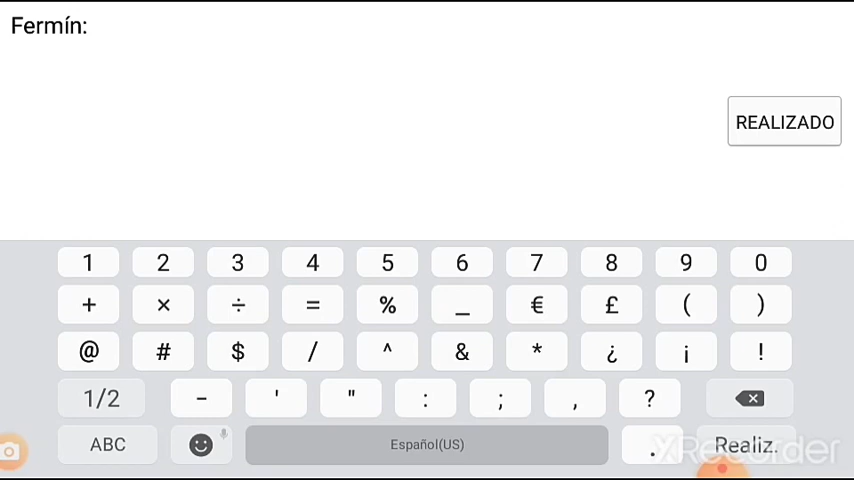 Fermín:
REALIZADO
1 2 3 4 5 6 7 8 9 0
+ × ÷ = % _ € £ ( )
@ # $ / ^ & * ¿ ¡ !
1/2 - ' " : ; , ?
ABC Español(US) . Realiz.
XRecorder